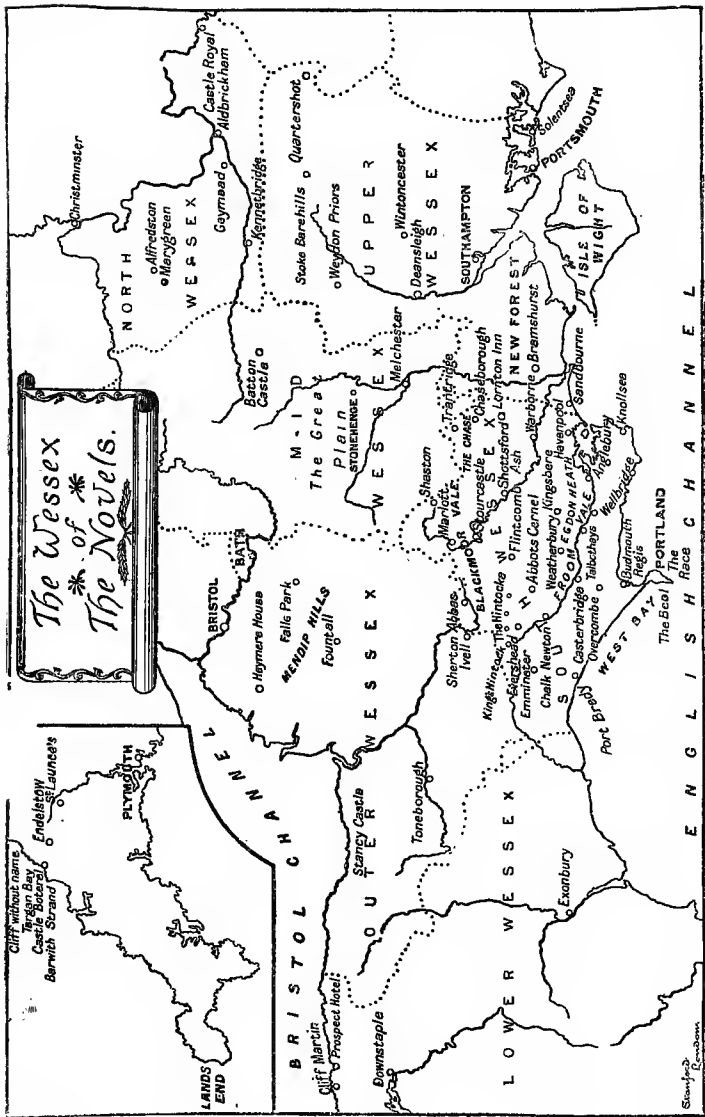 The Wessex
of
The Novels.
Cliff without name
Targan Bay
Castle Boterel
Barwith Strand
Endelstow
St Launce's
PLYMOUTH
LANDS
END
BRISTOL CHANNEL
Cliff Martin
Prospect Hotel
Downstaple
Stancy Castle
OUTER WESSEX
Toneborough
LOWER WESSEX
Exonbury
BRISTOL
BATH
Heymere House
Falls Park
MENDIP HILLS
Fountall
NORTH
WESSEX
Christminster
Alfredston
Marygreen
Castle Royal
Aldbrickham
Gaymead
Kennetbridge
Batton
Castle
MID
WESSEX
The Great
Plain
STONEHENGE
Melchester
UPPER
WESSEX
Stoke Barehills
Quartershot
Weydon Priors
Wintoncester
Deansleigh
SOUTHAMPTON
PORTSMOUTH
Solentsea
ISLE OF
WIGHT
NEW FOREST
Bramshurst
Shaston
Marlott
VALE
BLACKMOOR
Stourcastle
THE CHASE
Trantridge
Chaseborough
Lornton Inn
Shottsford
Ash
Warborne
Sherton Abbas
Ivell
King's Hintock
The Hintocks
Evershead
Emminster
Chalk Newton
SOUTH WESSEX
Flintcomb
Abbots Cernel
Weatherbury
Kingsbere
EGDON HEATH
FROOM
VALE
Havenpool
Sandbourne
Casterbridge
Talbothays
Overcombe
Wellbridge
Anglebury
Knollsea
Budmouth
Regis
Port Bredy
WEST BAY
PORTLAND
The Beal
The
Race
ENGLISH CHANNEL
Stanford
London